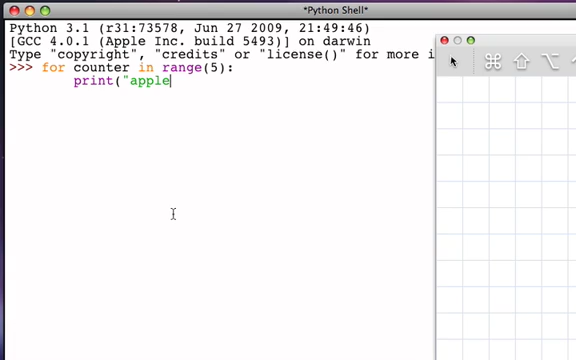 *Python Shell*
Python 3.1 (r31:73578, Jun 27 2009, 21:49:46)
[GCC 4.0.1 (Apple Inc. build 5493)] on darwin
Type "copyright", "credits" or "license()" for more i
>>> for counter in range(5):
print("apple